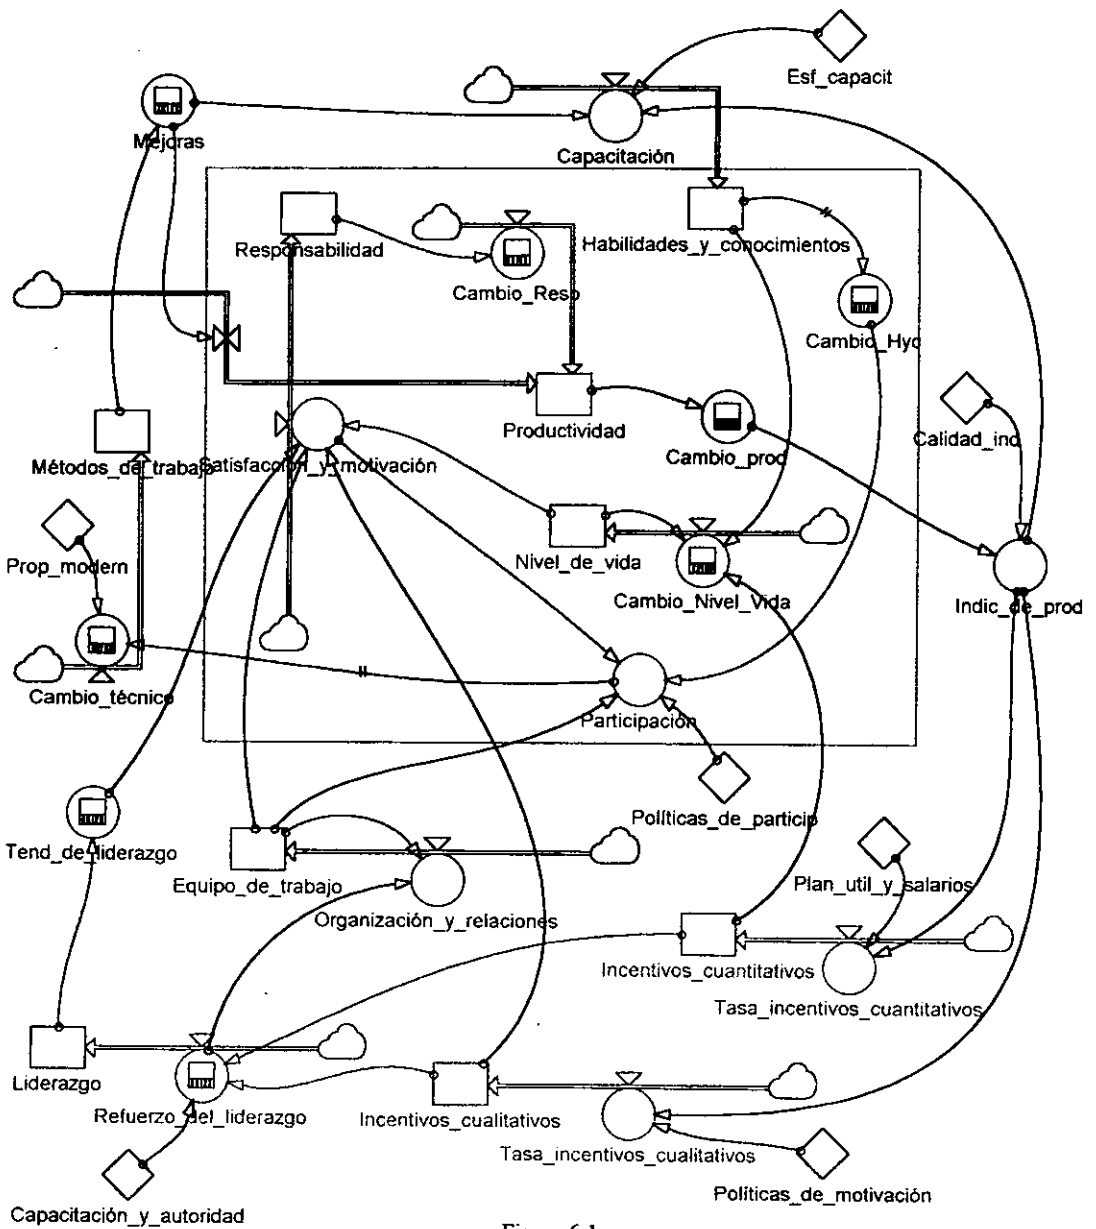 Esf_capacit
Mejoras
Capacitación
Responsabilidad
Habilidades_y_conocimientos
Cambio_Resp
Cambio_Hyc
Productividad
Calidad_ind
Cambio_prod
Métodos_de_trabajo
Satisfacción_y_motivación
Prop_modern
Nivel_de_vida
Cambio_Nivel_Vida
Indic_de_prod
Cambio_técnico
Participación
Políticas_de_particip
Tend_de_liderazgo
Equipo_de_trabajo
Plan_util_y_salarios
Organización_y_relaciones
Incentivos_cuantitativos
Tasa_incentivos_cuantitativos
Liderazgo
Refuerzo_del_liderazgo
Incentivos_cualitativos
Tasa_incentivos_cualitativos
Políticas_de_motivación
Capacitación_y_autoridad